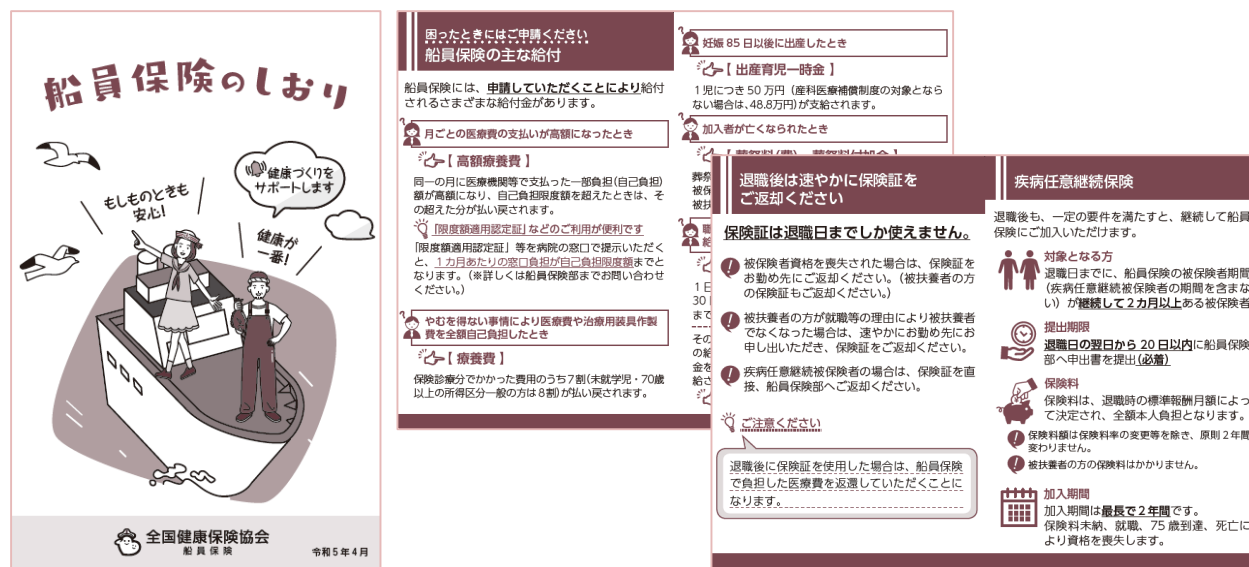 船員保険のしおり
健康づくりを
サポートします
もしものときも
安心!
健康が
一番!
全国健康保険協会
船員保険
令和5年4月
困ったときにはご申請ください
船員保険の主な給付
船員保険には、申請していただくことにより給付
されるさまざまな給付金があります。
月ごとの医療費の支払いが高額になったとき
【 高額療養費 】
同一の月に医療機関等で支払った一部負担(自己負担)
額が高額になり、自己負担限度額を超えたときは、そ
の超えた分が払い戻されます。
「限度額適用認定証」などのご利用が便利です
「限度額適用認定証」等を病院の窓口で提示いただく
と、1カ月あたりの窓口負担が自己負担限度額までと
なります。(※詳しくは船員保険部までお問い合わせ
ください。)
やむを得ない事情により医療費や治療用装具作製
費を全額自己負担したとき
【 療養費 】
保険診療分でかかった費用のうち7割(未就学児・70歳
以上の所得区分一般の方は8割)が払い戻されます。
妊娠 85 日以後に出産したとき
【 出産育児一時金 】
1児につき 50 万円(産科医療補償制度の対象となら
ない場合は、48.8万円)が支給されます。
加入者が亡くなられたとき
葬祭
被保
被扶
職
給
1日
30
まで
その
の給
金を
給さ
退職後は速やかに保険証を
ご返却ください
保険証は退職日までしか使えません。
被保険者資格を喪失された場合は、保険証を
お勤め先にご返却ください。(被扶養者の方
の保険証もご返却ください。)
被扶養者の方が就職等の理由により被扶養者
でなくなった場合は、速やかにお勤め先にお
申し出いただき、保険証をご返却ください。
疾病任意継続被保険者の場合は、保険証を直
接、船員保険部へご返却ください。
ご注意ください
退職後に保険証を使用した場合は、船員保険
で負担した医療費を返還していただくことに
なります。
疾病任意継続保険
退職後も、一定の要件を満たすと、継続して船員
保険にご加入いただけます。
対象となる方
退職日までに、船員保険の被保険者期間
(疾病任意継続被保険者の期間を含まな
い)が継続して2カ月以上ある被保険者
提出期限
退職日の翌日から 20 日以内に船員保険
部へ申出書を提出(必着)
保険料
保険料は、退職時の標準報酬月額によっ
て決定され、全額本人負担となります。
保険料額は保険料率の変更等を除き、原則2年間
変わりません。
被扶養者の方の保険料はかかりません。
加入期間
加入期間は最長で2年間です。
保険料未納、就職、75 歳到達、死亡に
より資格を喪失します。